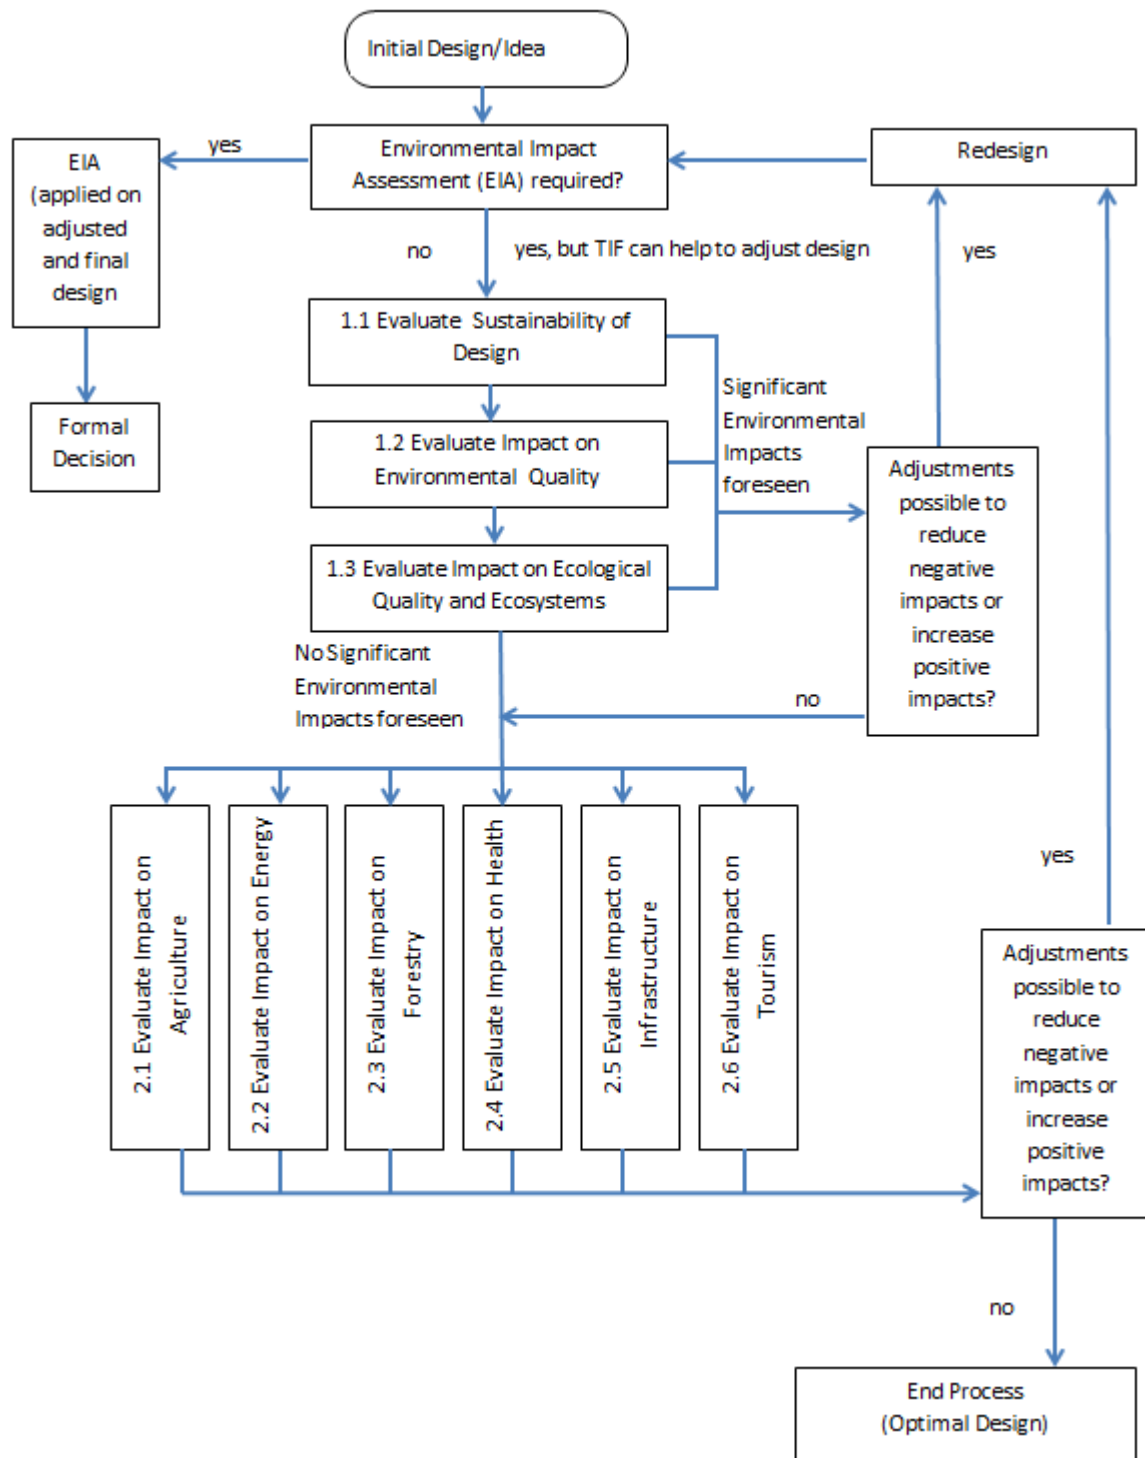 Initial Design/Idea
yes
EIA
(applied on
adjusted
and final
design
Environmental Impact
Assessment (EIA) required?
Redesign
no
yes, but TIF can help to adjust design
yes
1.1 Evaluate Sustainability of
Design
Significant
Environmental
Impacts
foreseen
Formal
Decision
1.2 Evaluate Impact on
Environmental Quality
Adjustments
possible to
reduce
negative
impacts or
increase
positive
impacts?
1.3 Evaluate Impact on Ecological
Quality and Ecosystems
No Significant
Environmental
Impacts foreseen
no
2.1 Evaluate Impact on
Agriculture
2.2 Evaluate Impact on Energy
2.3 Evaluate Impact on
Forestry
2.4 Evaluate Impact on Health
2.5 Evaluate Impact on
Infrastructure
2.6 Evaluate Impact on
Tourism
yes
Adjustments
possible to
reduce
negative
impacts or
increase
positive
impacts?
no
End Process
(Optimal Design)